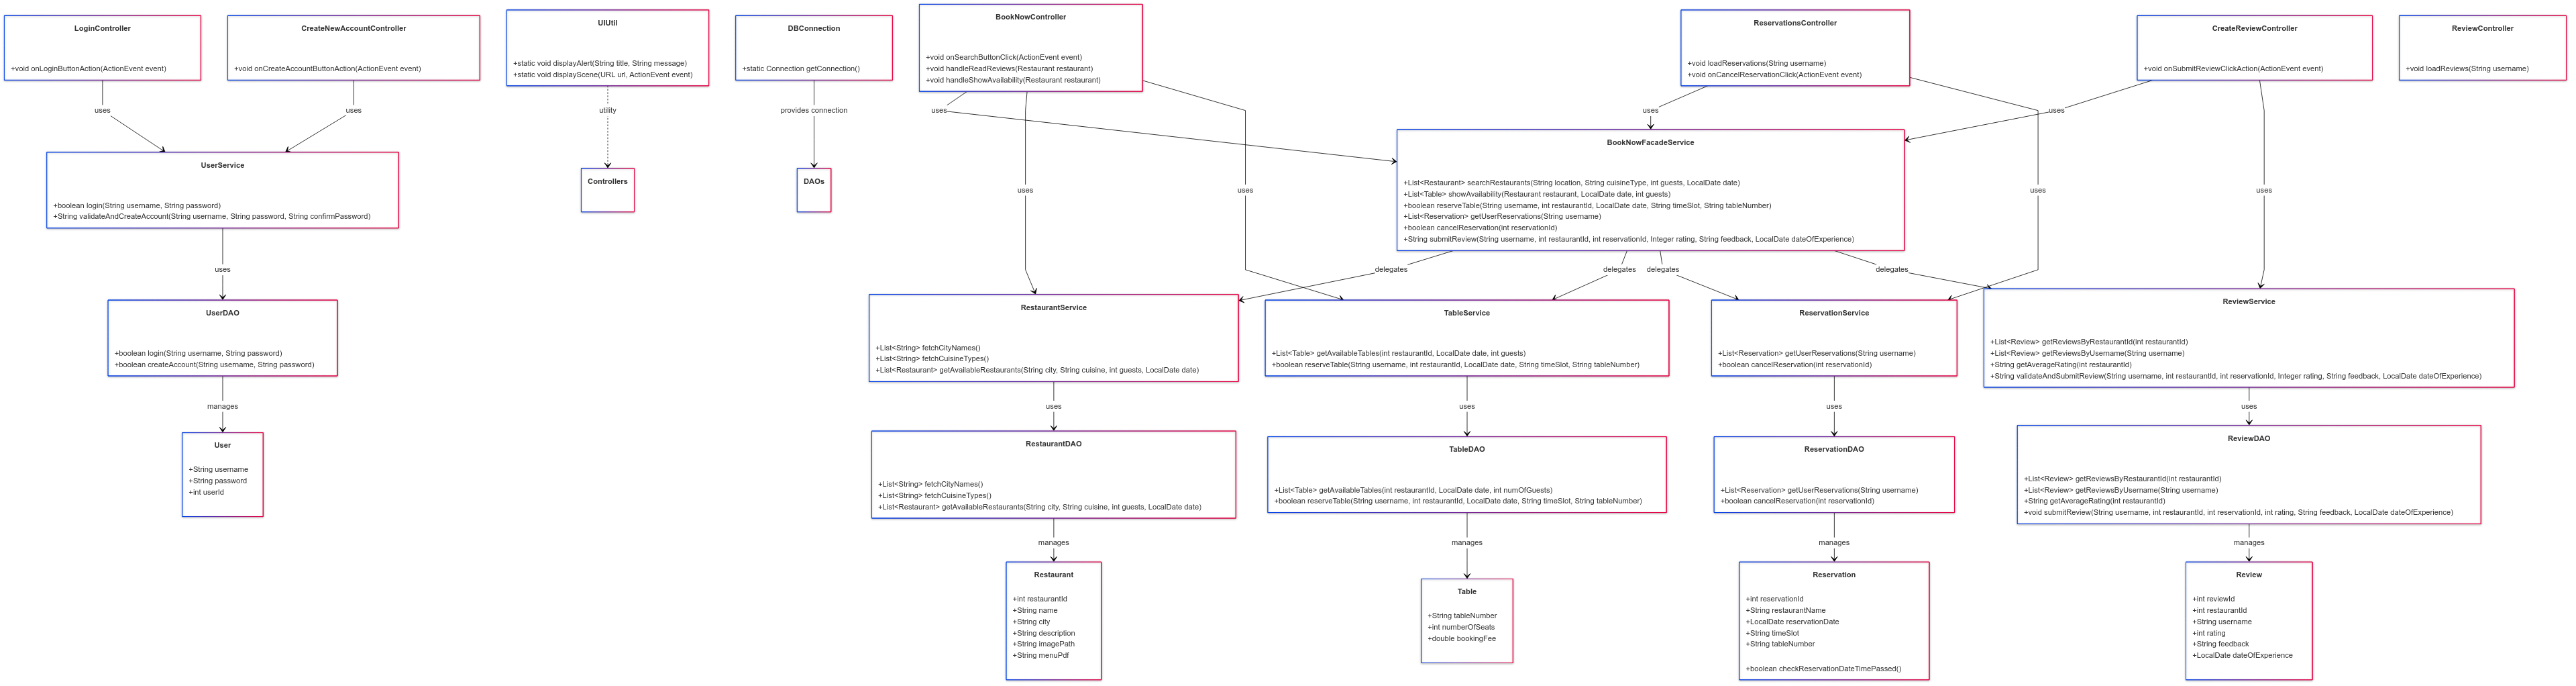 LoginController
+void onLoginButtonAction(ActionEvent event)
CreateNewAccountController
+void onCreateAccountButtonAction(ActionEvent event)
UIUtil
+static void displayAlert(String title, String message)
+static void displayScene(URL url, ActionEvent event)
DBConnection
+static Connection getConnection()
BookNowController
+void onSearchButtonClick(ActionEvent event)
+void handleReadReviews(Restaurant restaurant)
+void handleShowAvailability(Restaurant restaurant)
ReservationsController
+void loadReservations(String username)
+void onCancelReservationClick(ActionEvent event)
CreateReviewController
+void onSubmitReviewClickAction(ActionEvent event)
ReviewController
+void loadReviews(String username)
uses
uses
utility
provides connection
uses
uses
uses
BookNowFacadeService
+List<Restaurant> searchRestaurants(String location, String cuisineType, int guests, LocalDate date)
+List<Table> showAvailability(Restaurant restaurant, LocalDate date, int guests)
+boolean reserveTable(String username, int restaurantId, LocalDate date, String timeSlot, String tableNumber)
+List<Reservation> getUserReservations(String username)
+boolean cancelReservation(int reservationId)
+String submitReview(String username, int restaurantId, int reservationId, Integer rating, String feedback, LocalDate dateOfExperience)
UserService
+boolean login(String username, String password)
+String validateAndCreateAccount(String username, String password, String confirmPassword)
Controllers
DAOs
uses
uses
uses
uses
uses
delegates
delegates
delegates
delegates
UserDAO
+boolean login(String username, String password)
+boolean createAccount(String username, String password)
RestaurantService
+List<String> fetchCityNames()
+List<String> fetchCuisineTypes()
+List<Restaurant> getAvailableRestaurants(String city, String cuisine, int guests, LocalDate date)
TableService
+List<Table> getAvailableTables(int restaurantId, LocalDate date, int guests)
+boolean reserveTable(String username, int restaurantId, LocalDate date, String timeSlot, String tableNumber)
ReservationService
+List<Reservation> getUserReservations(String username)
+boolean cancelReservation(int reservationId)
ReviewService
+List<Review> getReviewsByRestaurantId(int restaurantId)
+List<Review> getReviewsByUsername(String username)
+String getAverageRating(int restaurantId)
+String validateAndSubmitReview(String username, int restaurantId, int reservationId, Integer rating, String feedback, LocalDate dateOfExperience)
manages
uses
uses
uses
uses
User
+String username
+String password
+int userId
RestaurantDAO
+List<String> fetchCityNames()
+List<String> fetchCuisineTypes()
+List<Restaurant> getAvailableRestaurants(String city, String cuisine, int guests, LocalDate date)
TableDAO
+List<Table> getAvailableTables(int restaurantId, LocalDate date, int numOfGuests)
+boolean reserveTable(String username, int restaurantId, LocalDate date, String timeSlot, String tableNumber)
ReservationDAO
+List<Reservation> getUserReservations(String username)
+boolean cancelReservation(int reservationId)
ReviewDAO
+List<Review> getReviewsByRestaurantId(int restaurantId)
+List<Review> getReviewsByUsername(String username)
+String getAverageRating(int restaurantId)
+void submitReview(String username, int restaurantId, int reservationId, int rating, String feedback, LocalDate dateOfExperience)
manages
manages
manages
manages
Restaurant
+int restaurantId
+String name
+String city
+String description
+String imagePath
+String menuPdf
Table
+String tableNumber
+int numberOfSeats
+double bookingFee
Reservation
+int reservationId
+String restaurantName
+LocalDate reservationDate
+String timeSlot
+String tableNumber
+boolean checkReservationDateTimePassed()
Review
+int reviewId
+int restaurantId
+String username
+int rating
+String feedback
+LocalDate dateOfExperience